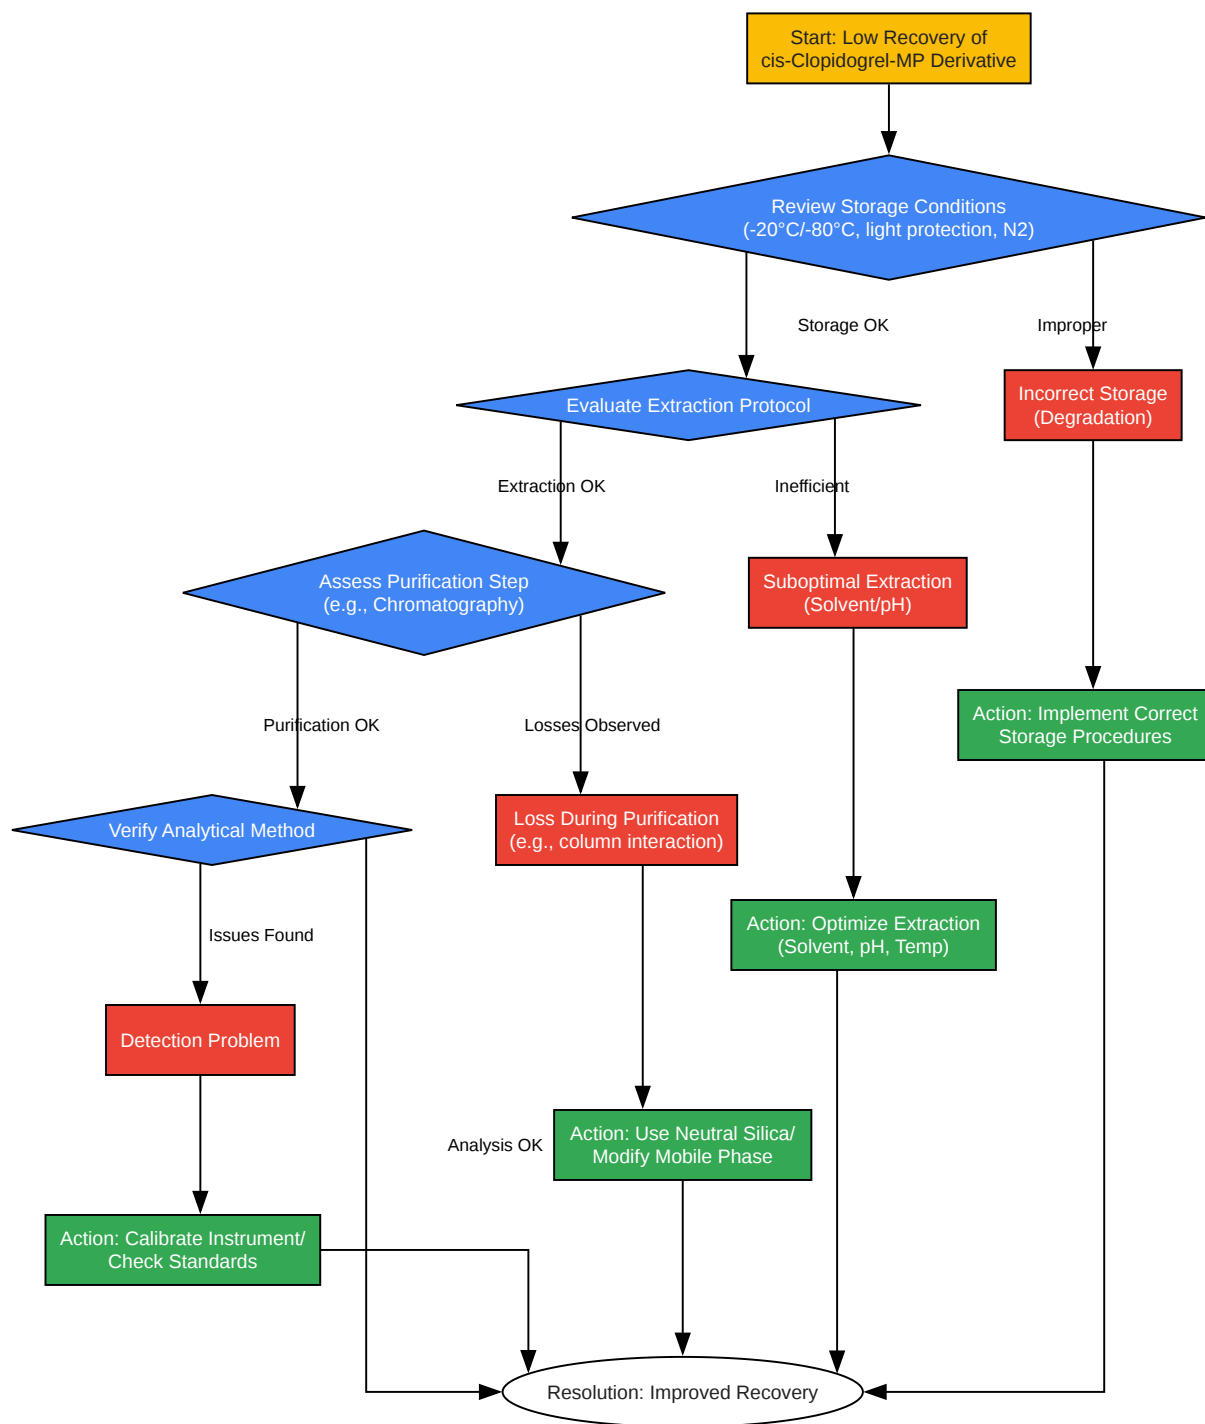 Start: Low Recovery of
cis-Clopidogrel-MP Derivative
Review Storage Conditions
(-20°C/-80°C, light protection, N2)
Storage OK
Improper
Evaluate Extraction Protocol
Incorrect Storage
(Degradation)
Extraction OK
Inefficient
Assess Purification Step
(e.g., Chromatography)
Suboptimal Extraction
(Solvent/pH)
Purification OK
Losses Observed
Action: Implement Correct
Storage Procedures
Verify Analytical Method
Loss During Purification
(e.g., column interaction)
Issues Found
Action: Optimize Extraction
(Solvent, pH, Temp)
Detection Problem
Analysis OK
Action: Use Neutral Silica/
Modify Mobile Phase
Action: Calibrate Instrument/
Check Standards
Resolution: Improved Recovery